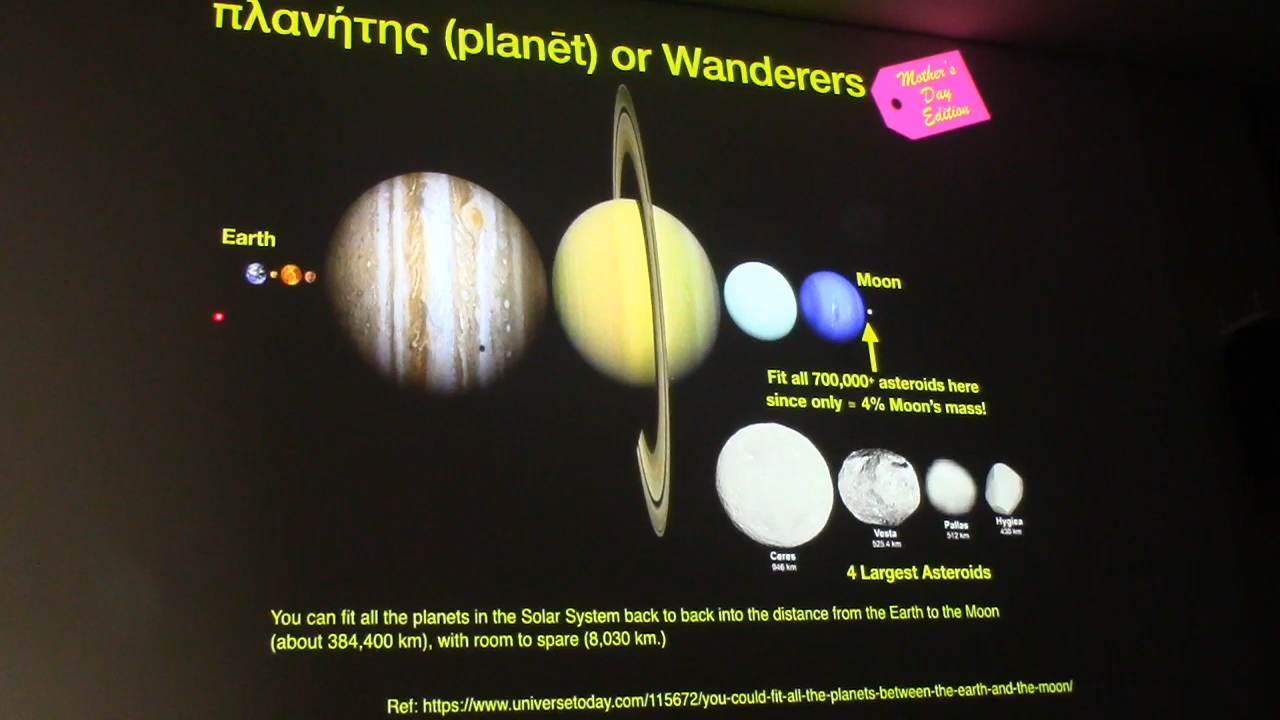 πλανήτης (planēt) or Wanderers
Mother's
Day
Edition
Earth
Moon
Fit all 700,000+ asteroids here
since only = 4% Moon's mass!
Ceres
946 km
Vesta
525.4 km
Pallas
512 km
Hygiea
430 km
4 Largest Asteroids
You can fit all the planets in the Solar System back to back into the distance from the Earth to the Moon
(about 384,400 km), with room to spare (8,030 km.)
Ref: https://www.universetoday.com/115672/you-could-fit-all-the-planets-between-the-earth-and-the-moon/